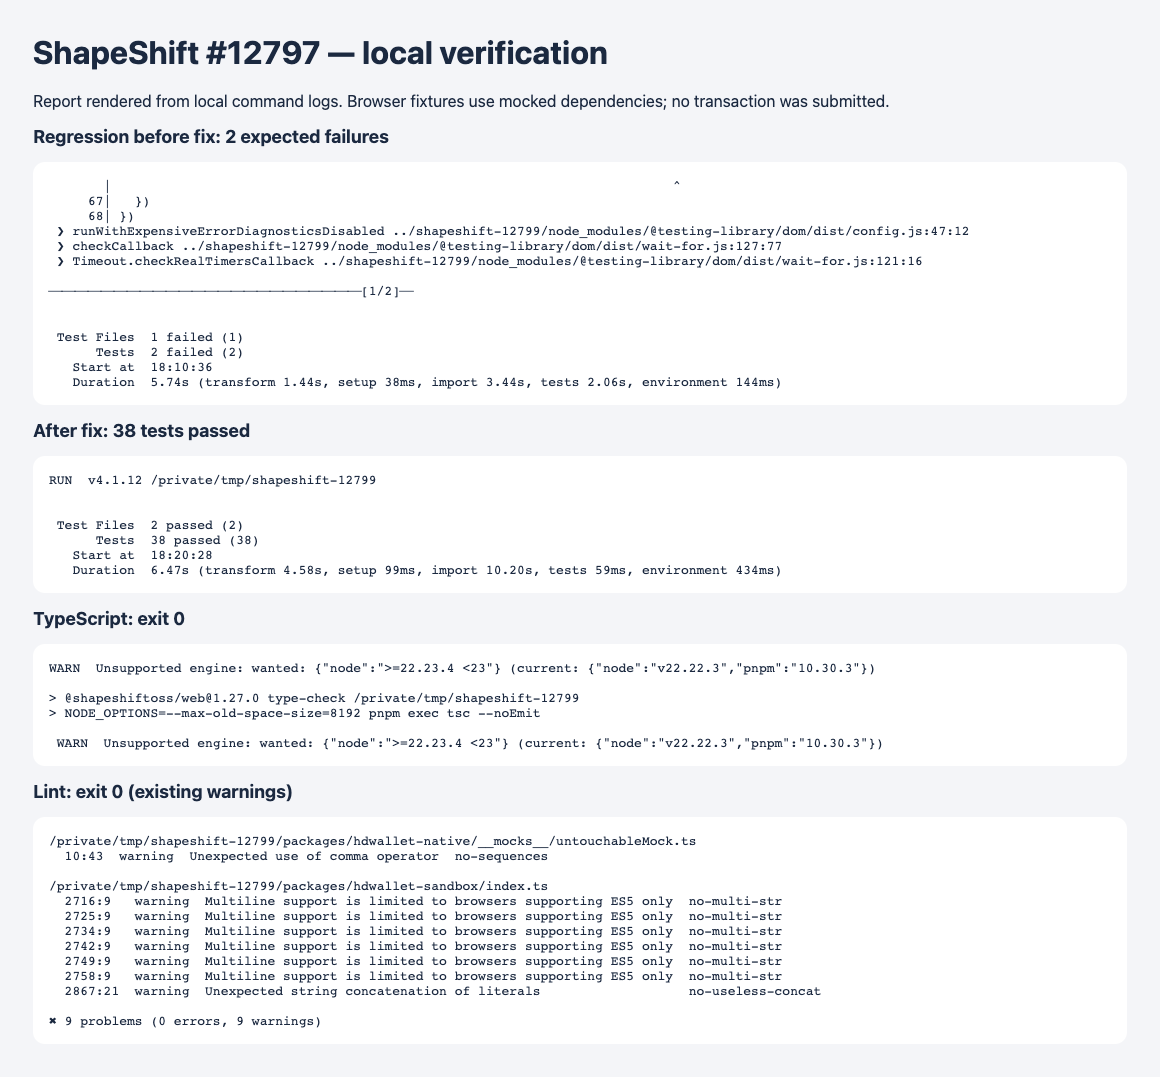 ShapeShift #12797 — local verification
Report rendered from local command logs. Browser fixtures use mocked dependencies; no transaction was submitted.
Regression before fix: 2 expected failures
| ^
67| })
68| })
❯ runWithExpensiveErrorDiagnosticsDisabled ../shapeshift-12799/node_modules/@testing-library/dom/dist/config.js:47:12
❯ checkCallback ../shapeshift-12799/node_modules/@testing-library/dom/dist/wait-for.js:127:77
❯ Timeout.checkRealTimersCallback ../shapeshift-12799/node_modules/@testing-library/dom/dist/wait-for.js:121:16
⎯⎯⎯⎯⎯⎯⎯⎯⎯⎯⎯⎯⎯⎯⎯⎯⎯⎯⎯⎯⎯⎯⎯⎯[1/2]⎯⎯⎯
Test Files 1 failed (1)
Tests 2 failed (2)
Start at 18:10:36
Duration 5.74s (transform 1.44s, setup 38ms, import 3.44s, tests 2.06s, environment 144ms)
After fix: 38 tests passed
RUN v4.1.12 /private/tmp/shapeshift-12799
Test Files 2 passed (2)
Tests 38 passed (38)
Start at 18:20:28
Duration 6.47s (transform 4.58s, setup 99ms, import 10.20s, tests 59ms, environment 434ms)
TypeScript: exit 0
WARN Unsupported engine: wanted: {"node":">=22.23.4 <23"} (current: {"node":"v22.22.3","pnpm":"10.30.3"})
> @shapeshiftoss/web@1.27.0 type-check /private/tmp/shapeshift-12799
> NODE_OPTIONS=--max-old-space-size=8192 pnpm exec tsc --noEmit
WARN Unsupported engine: wanted: {"node":">=22.23.4 <23"} (current: {"node":"v22.22.3","pnpm":"10.30.3"})
Lint: exit 0 (existing warnings)
/private/tmp/shapeshift-12799/packages/hdwallet-native/__mocks__/untouchableMock.ts
10:43 warning Unexpected use of comma operator no-sequences
/private/tmp/shapeshift-12799/packages/hdwallet-sandbox/index.ts
2716:9 warning Multiline support is limited to browsers supporting ES5 only no-multi-str
2725:9 warning Multiline support is limited to browsers supporting ES5 only no-multi-str
2734:9 warning Multiline support is limited to browsers supporting ES5 only no-multi-str
2742:9 warning Multiline support is limited to browsers supporting ES5 only no-multi-str
2749:9 warning Multiline support is limited to browsers supporting ES5 only no-multi-str
2758:9 warning Multiline support is limited to browsers supporting ES5 only no-multi-str
2867:21 warning Unexpected string concatenation of literals no-useless-concat
✖ 9 problems (0 errors, 9 warnings)